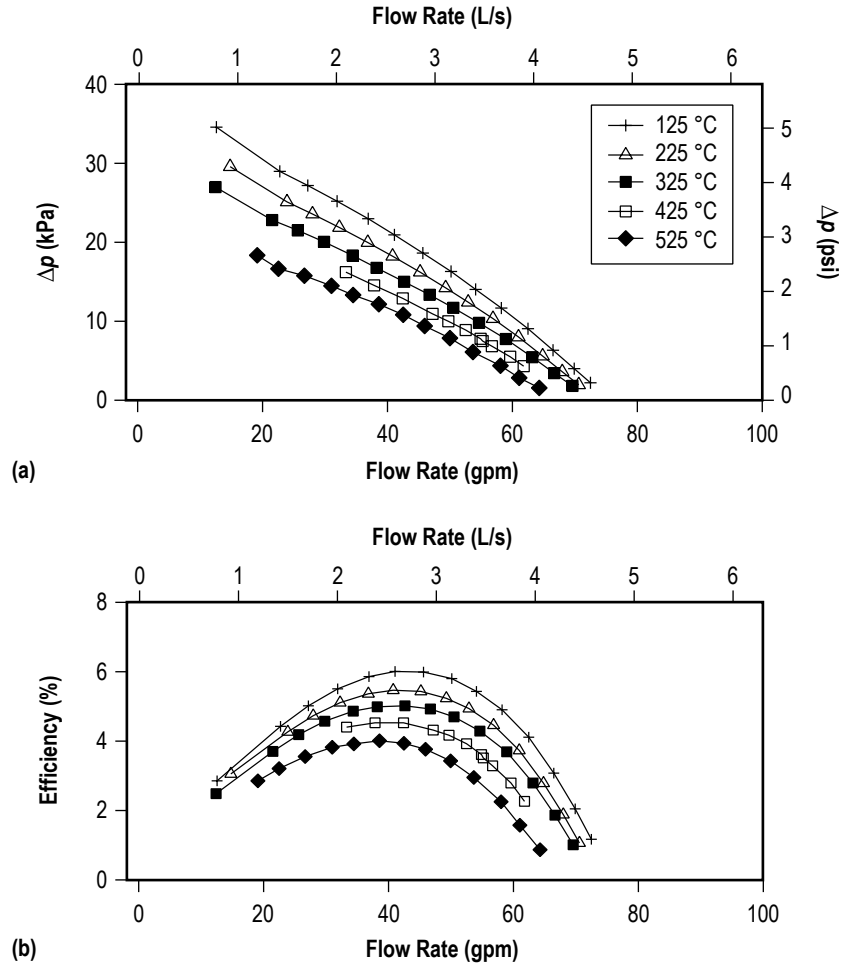 Flow Rate (L/s)
0 1 2 3 4 5 6
40
30
20
10
0
Δp (kPa)
125 °C
225 °C
325 °C
425 °C
525 °C
5
4
3
2
1
0
Δp (psi)
0 20 40 60 80 100
(a)
Flow Rate (gpm)
Flow Rate (L/s)
0 1 2 3 4 5 6
8
6
4
2
0
Efficiency (%)
0 20 40 60 80 100
(b)
Flow Rate (gpm)